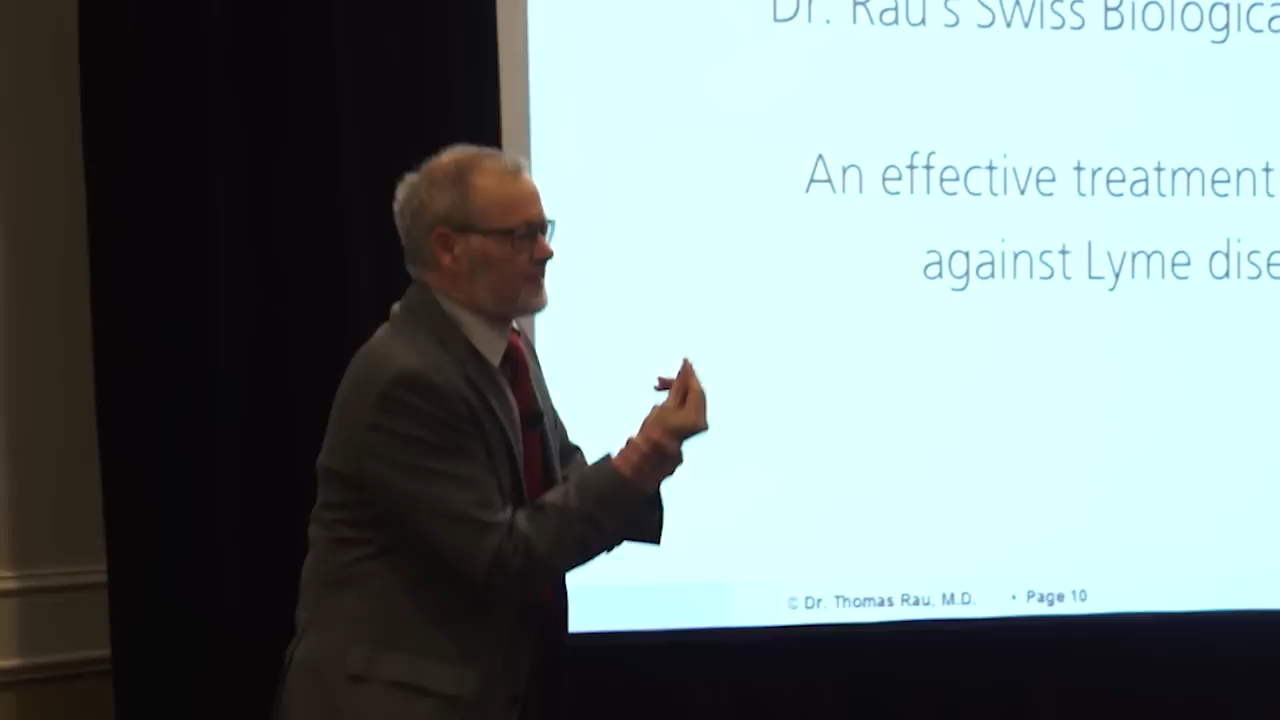 Dr. Rau's Swiss Biologica
An effective treatment
against Lyme dise
© Dr. Thomas Rau, M.D. • Page 10